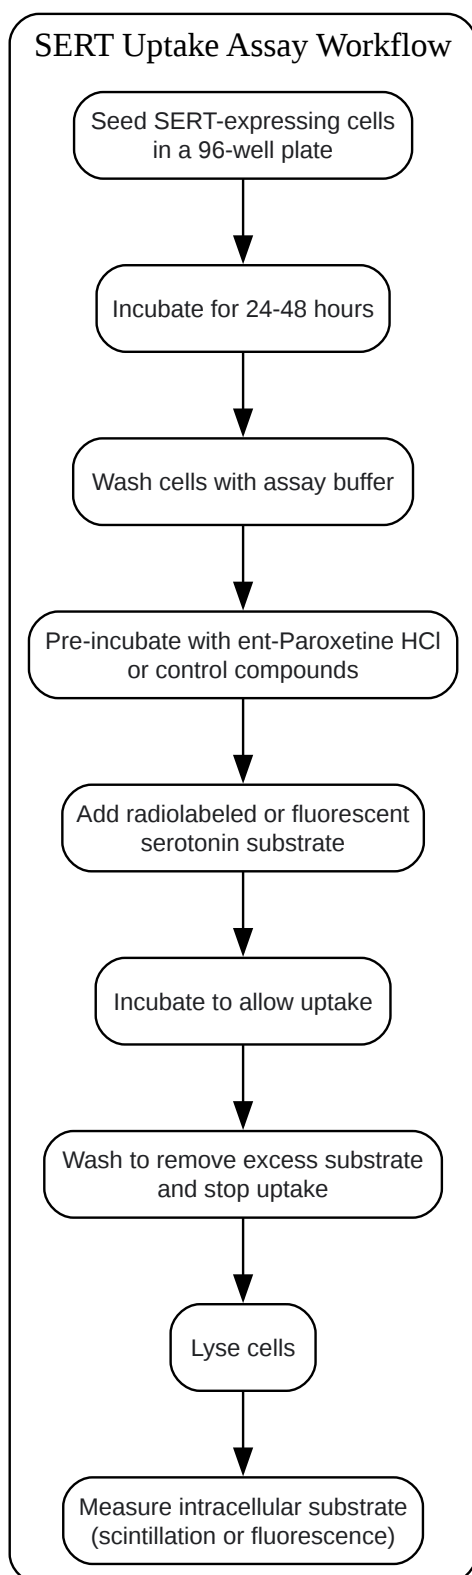 SERT Uptake Assay Workflow
Seed SERT-expressing cells
in a 96-well plate
Incubate for 24-48 hours
Wash cells with assay buffer
Pre-incubate with ent-Paroxetine HCl
or control compounds
Add radiolabeled or fluorescent
serotonin substrate
Incubate to allow uptake
Wash to remove excess substrate
and stop uptake
Lyse cells
Measure intracellular substrate
(scintillation or fluorescence)